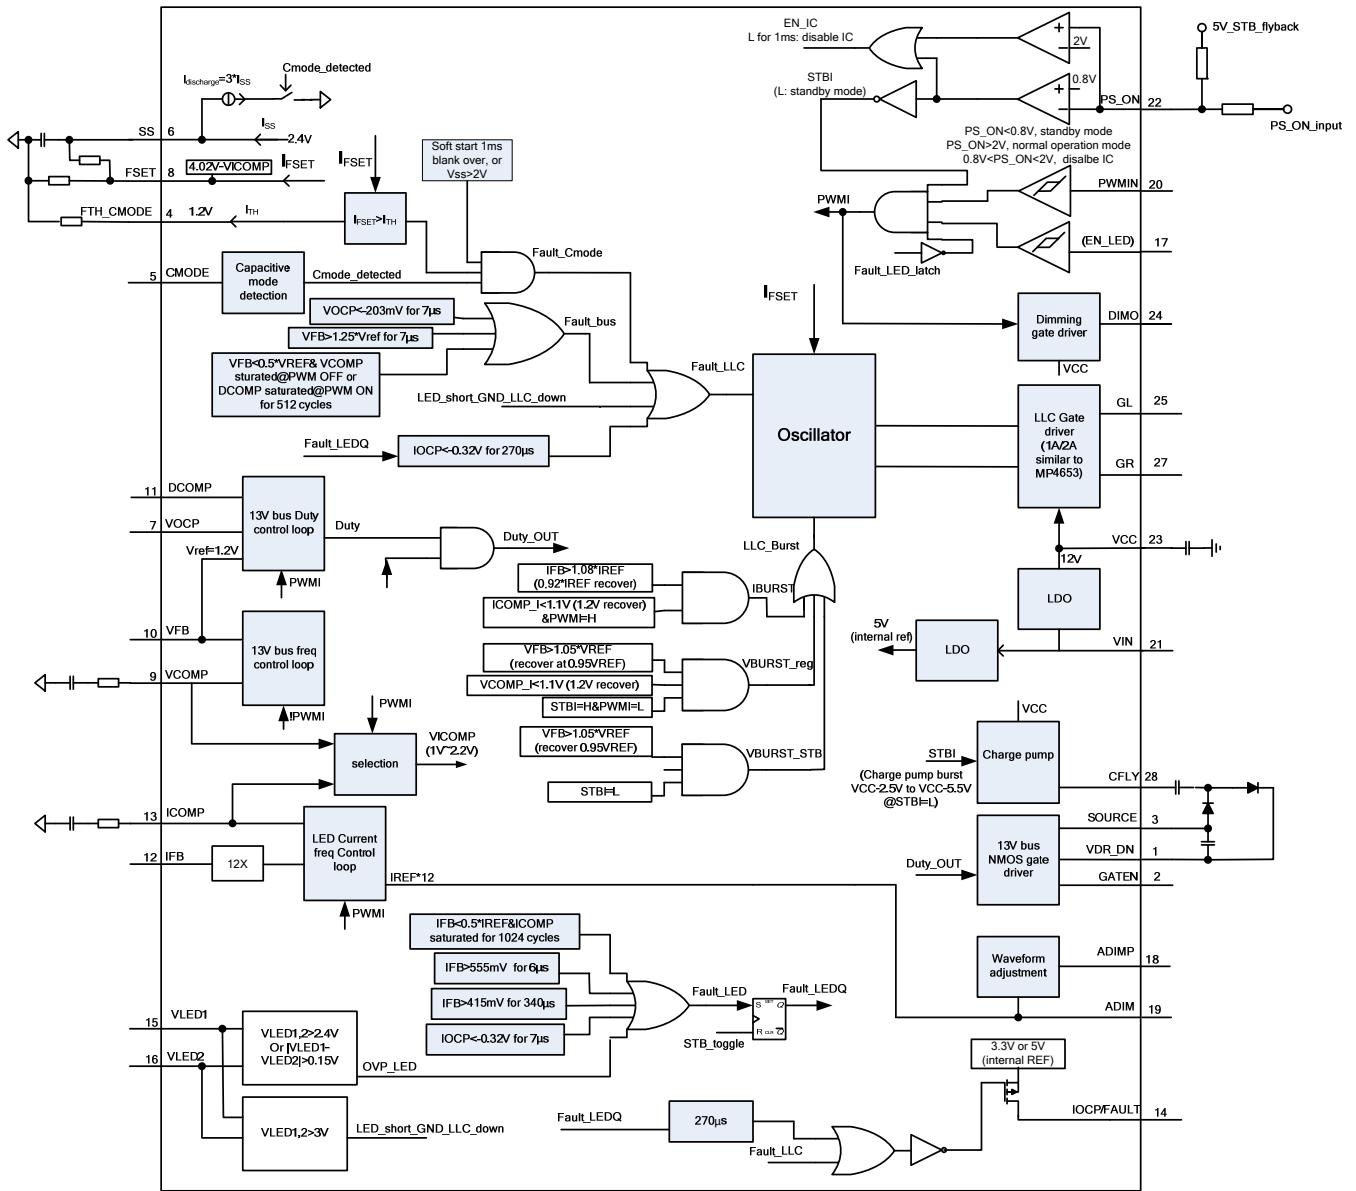 EN_IC
L for 1ms: disable IC
2V
5V_STB_flyback
Cmode_detected
Idischarge=3*ISS
STBI
(L: standby mode)
0.8V
PS_ON 22
PS_ON_input
ISS
SS 6
2.4V
PS_ON<0.8V, standby mode
PS_ON>2V, normal operation mode
0.8V<PS_ON<2V, disalbe IC
FSET 8
4.02V-VICOMP
IFSET
IFSET
Soft start 1ms
blank over, or
Vss>2V
PWMIN 20
FTH_CMODE 4
1.2V
ITH
IFSET>ITH
PWMI
(EN_LED) 17
Fault_LED_latch
Fault_Cmode
5 CMODE
Capacitive
mode
detection
Cmode_detected
IFSET
VOCP<-203mV for 7µs
Fault_bus
VFB>1.25*Vref for 7µs
Dimming
gate driver
DIMO 24
VCC
VFB<0.5*VREF& VCOMP
sturated@PWM OFF or
DCOMP saturated@PWM ON
for 512 cycles
Fault_LLC
LED_short_GND_LLC_down
Oscillator
LLC Gate
driver
(1A/2A
similar to
MP4653)
GL 25
GR 27
Fault_LEDQ
IOCP<-0.32V for 270µs
11 DCOMP
7 VOCP
Vref=1.2V
13V bus Duty
control loop
Duty
Duty_OUT
PWMI
LLC_Burst
VCC 23
12V
IFB>1.08*IREF
(0.92*IREF recover)
IBURST
ICOMP_I<1.1V (1.2V recover)
&PWMI=H
LDO
5V
(internal ref)
LDO
VIN 21
10 VFB
9 VCOMP
13V bus freq
control loop
!PWMI
VFB>1.05*VREF
(recover at 0.95VREF)
VBURST_reg
VCOMP_I<1.1V (1.2V recover)
STBI=H&PWMI=L
PWMI
selection
VICOMP
(1V~2.2V)
VFB>1.05*VREF
(recover 0.95VREF)
VBURST_STB
STBI=L
VCC
STBI
Charge pump
(Charge pump burst
VCC-2.5V to VCC-5.5V
@STBI=L)
CFLY 28
13 ICOMP
12 IFB
12X
LED Current
freq Control
loop
IREF*12
PWMI
SOURCE 3
VDR_DN 1
GATEN 2
Duty_OUT
13V bus
NMOS gate
driver
IFB<0.5*IREF&ICOMP
saturated for 1024 cycles
IFB>555mV for 6µs
IFB>415mV for 340µs
IOCP<-0.32V for 7µs
Fault_LED
S SET Q
R CLR Q
Fault_LEDQ
STB_toggle
Waveform
adjustment
ADIMP 18
ADIM 19
15 VLED1
16 VLED2
VLED1,2>2.4V
Or |VLED1-
VLED2|>0.15V
OVP_LED
VLED1,2>3V
LED_short_GND_LLC_down
Fault_LEDQ
270µs
Fault_LLC
3.3V or 5V
(internal REF)
IOCP/FAULT 14